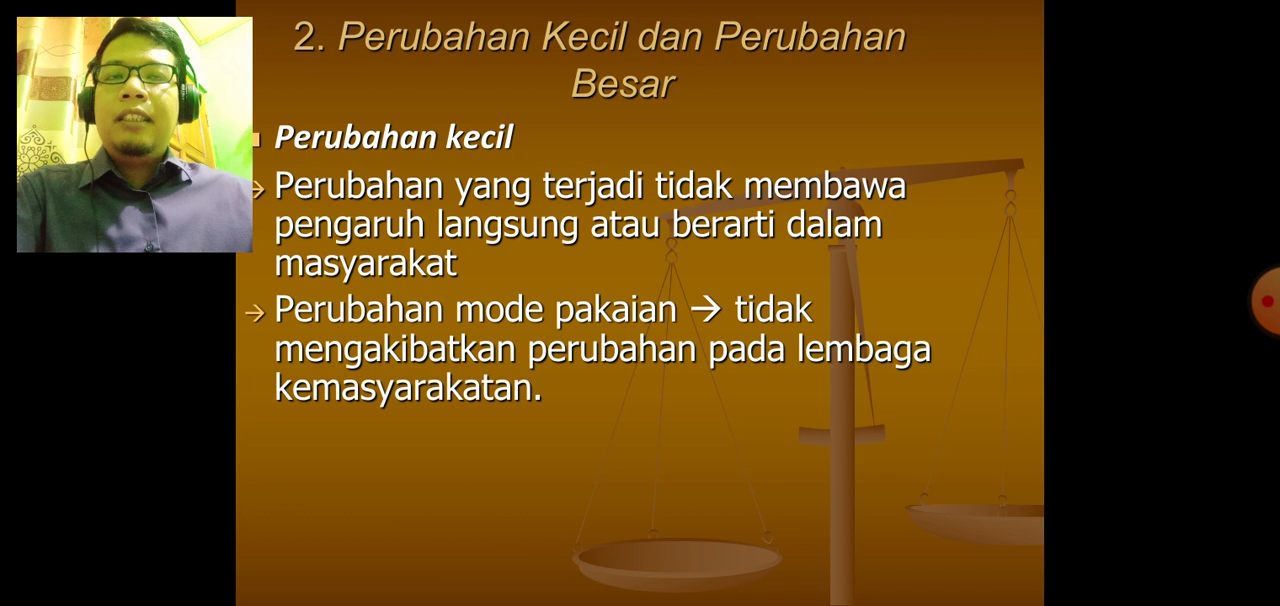 2. Perubahan Kecil dan Perubahan
Besar
Perubahan kecil
→ Perubahan yang terjadi tidak membawa
pengaruh langsung atau berarti dalam
masyarakat
→ Perubahan mode pakaian → tidak
mengakibatkan perubahan pada lembaga
kemasyarakatan.